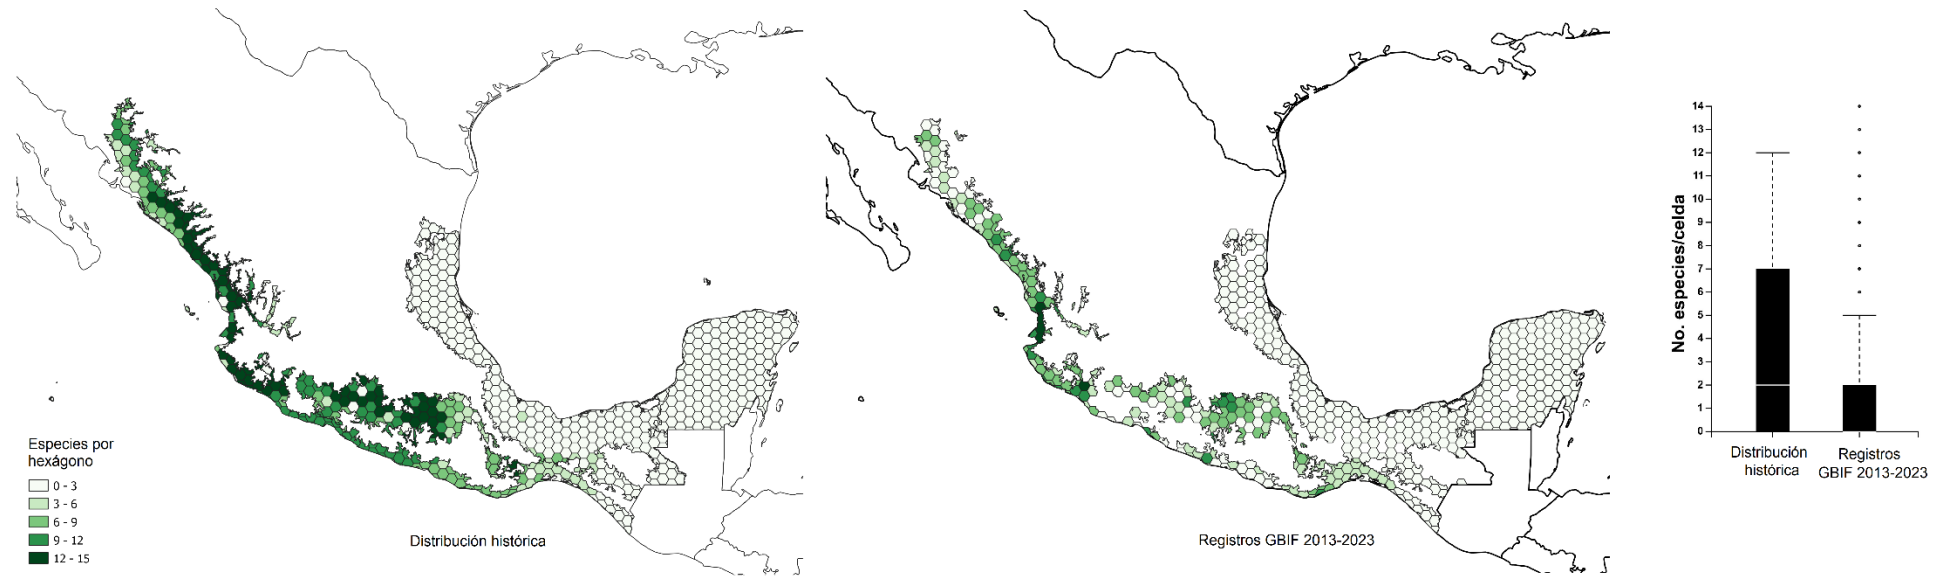 Especies por
hexágono
0 - 3
3 - 6
6 - 9
9 - 12
12 - 15
Distribución histórica
Registros GBIF 2013-2023
No. especies/celda
14
13
12
11
10
9
8
7
6
5
4
3
2
1
0
Distribución
histórica
Registros
GBIF 2013-2023